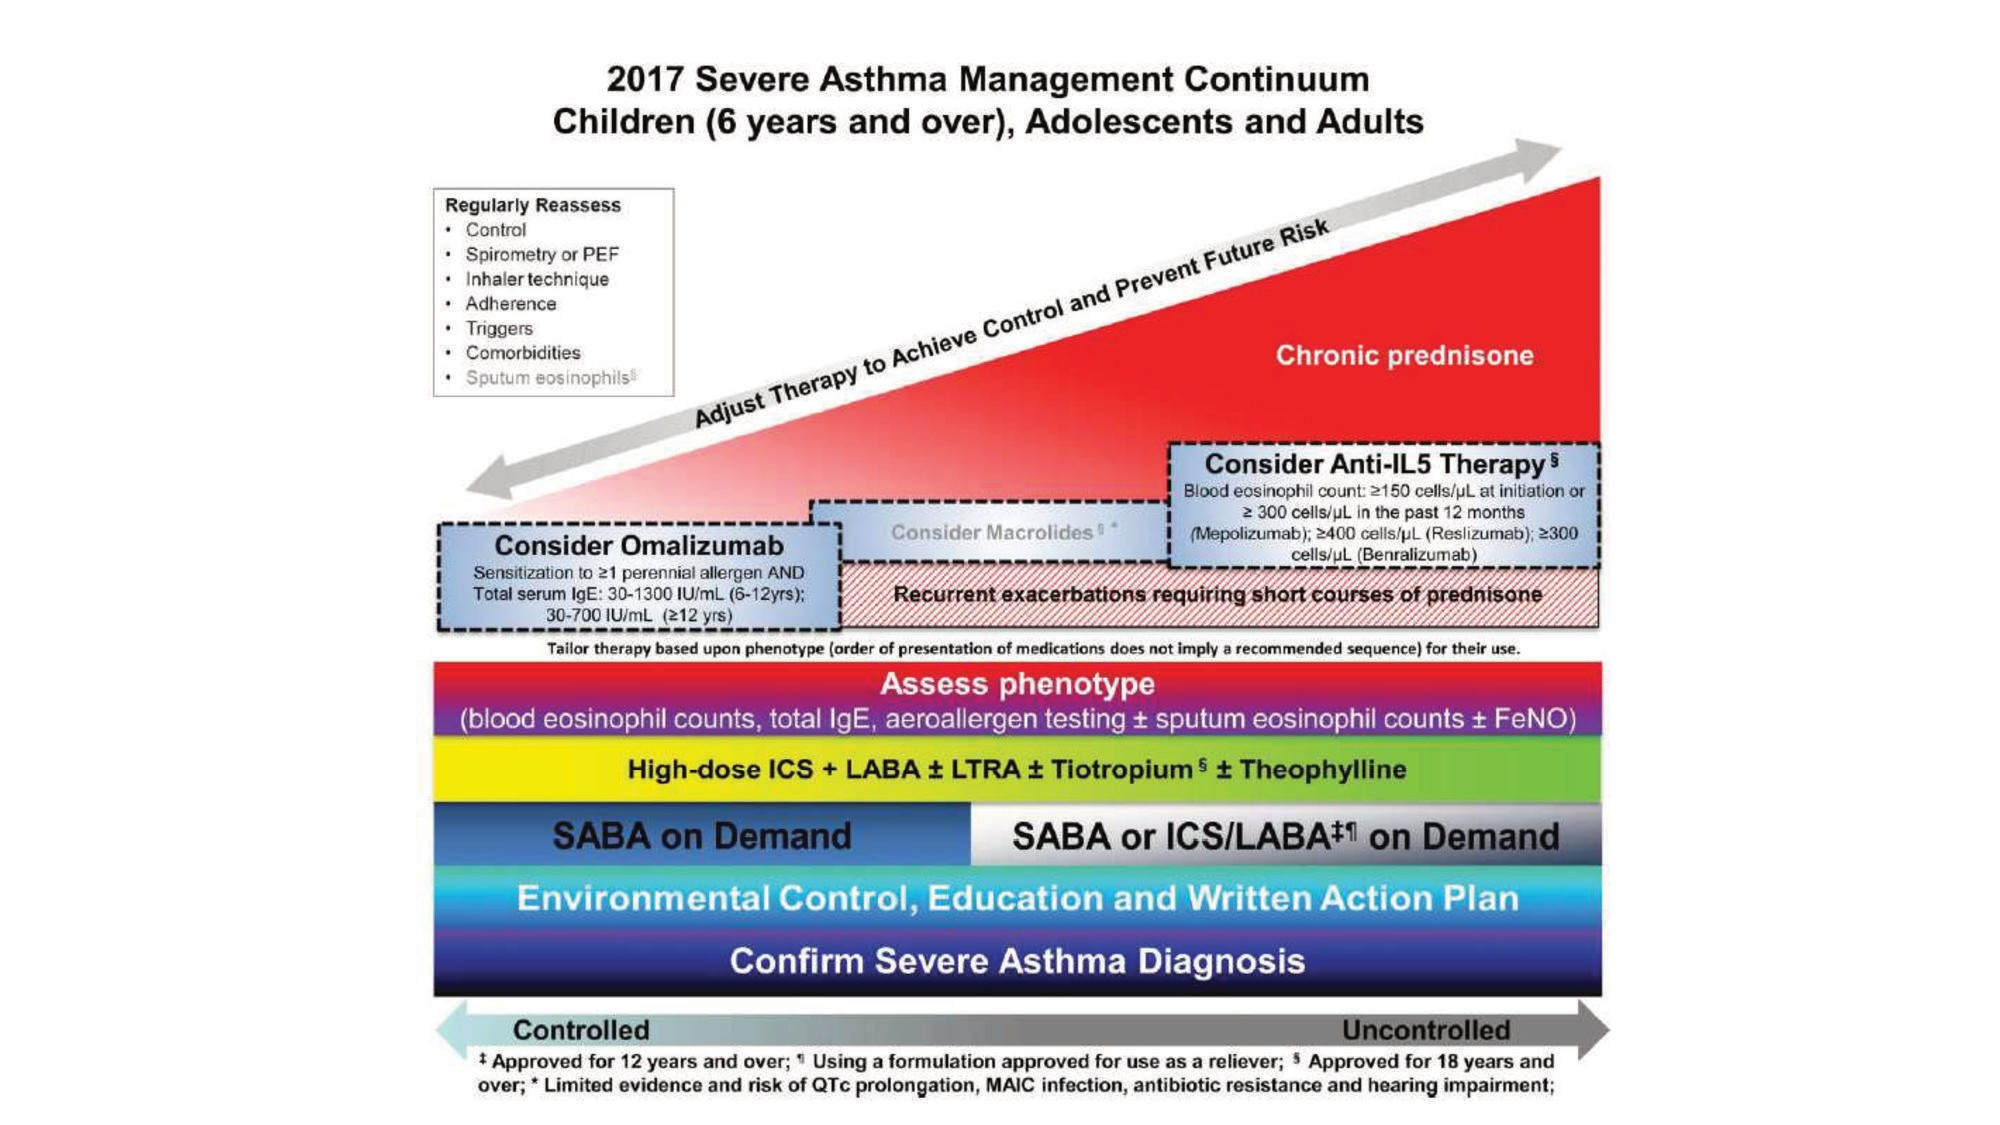 2017 Severe Asthma Management Continuum
Children (6 years and over), Adolescents and Adults
Regularly Reassess
• Control
• Spirometry or PEF
• Inhaler technique
• Adherence
• Triggers
• Comorbidities
• Sputum eosinophils§
Adjust Therapy to Achieve Control and Prevent Future Risk
Chronic prednisone
Consider Anti-IL5 Therapy §
Blood eosinophil count: ≥150 cells/µL at initiation or
≥ 300 cells/µL in the past 12 months
(Mepolizumab); ≥400 cells/µL (Reslizumab); ≥300
cells/µL (Benralizumab)
Consider Macrolides § *
Consider Omalizumab
Sensitization to ≥1 perennial allergen AND
Total serum IgE: 30-1300 IU/mL (6-12yrs);
30-700 IU/mL (≥12 yrs)
Recurrent exacerbations requiring short courses of prednisone
Tailor therapy based upon phenotype (order of presentation of medications does not imply a recommended sequence) for their use.
Assess phenotype
(blood eosinophil counts, total IgE, aeroallergen testing ± sputum eosinophil counts ± FeNO)
High-dose ICS + LABA ± LTRA ± Tiotropium § ± Theophylline
SABA on Demand
SABA or ICS/LABA‡¶ on Demand
Environmental Control, Education and Written Action Plan
Confirm Severe Asthma Diagnosis
Controlled
Uncontrolled
‡ Approved for 12 years and over; ¶ Using a formulation approved for use as a reliever; § Approved for 18 years and
over; * Limited evidence and risk of QTc prolongation, MAIC infection, antibiotic resistance and hearing impairment;